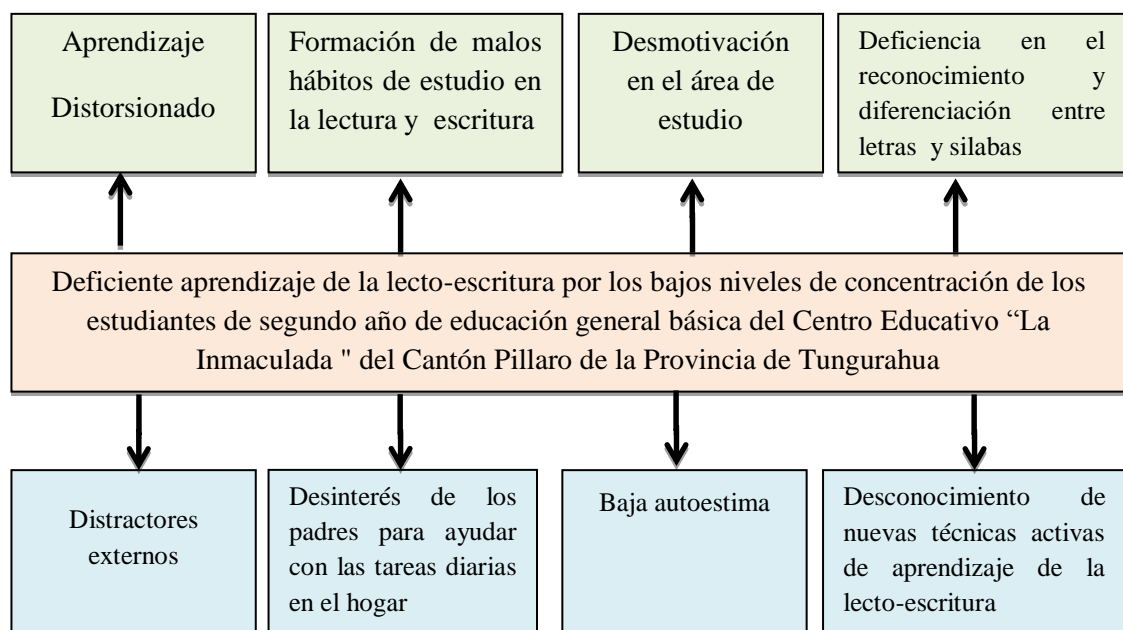 Aprendizaje
Distorsionado
Formación de malos
hábitos de estudio en
la lectura y escritura
Desmotivación
en el área de
estudio
Deficiencia en el
reconocimiento y
diferenciación entre
letras y silabas
Deficiente aprendizaje de la lecto-escritura por los bajos niveles de concentración de los
estudiantes de segundo año de educación general básica del Centro Educativo “La
Inmaculada " del Cantón Pillaro de la Provincia de Tungurahua
Distractores
externos
Desinterés de los
padres para ayudar
con las tareas diarias
en el hogar
Baja autoestima
Desconocimiento de
nuevas técnicas activas
de aprendizaje de la
lecto-escritura